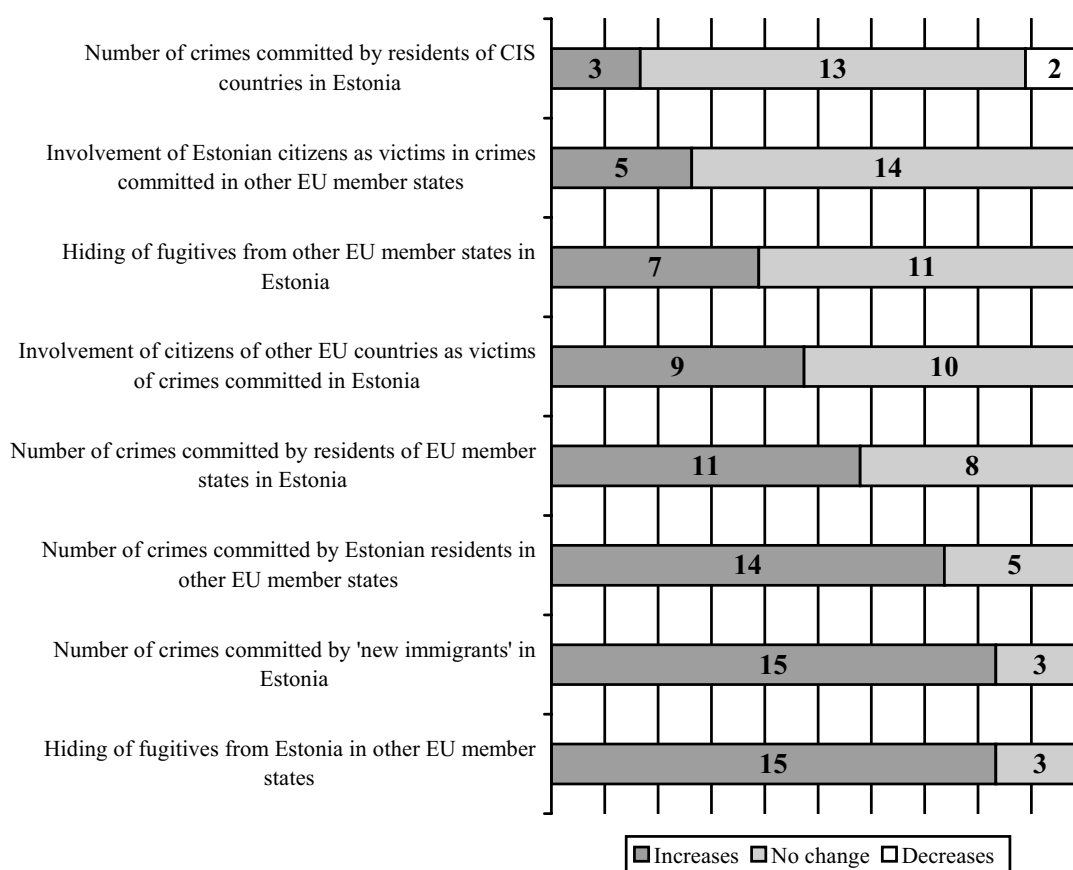 Number of crimes committed by residents of CIS
countries in Estonia
3 13 2
Involvement of Estonian citizens as victims in crimes
committed in other EU member states
5 14
Hiding of fugitives from other EU member states in
Estonia
7 11
Involvement of citizens of other EU countries as victims
of crimes committed in Estonia
9 10
Number of crimes committed by residents of EU member
states in Estonia
11 8
Number of crimes committed by Estonian residents in
other EU member states
14 5
Number of crimes committed by 'new immigrants' in
Estonia
15 3
Hiding of fugitives from Estonia in other EU member
states
15 3
Increases No change Decreases